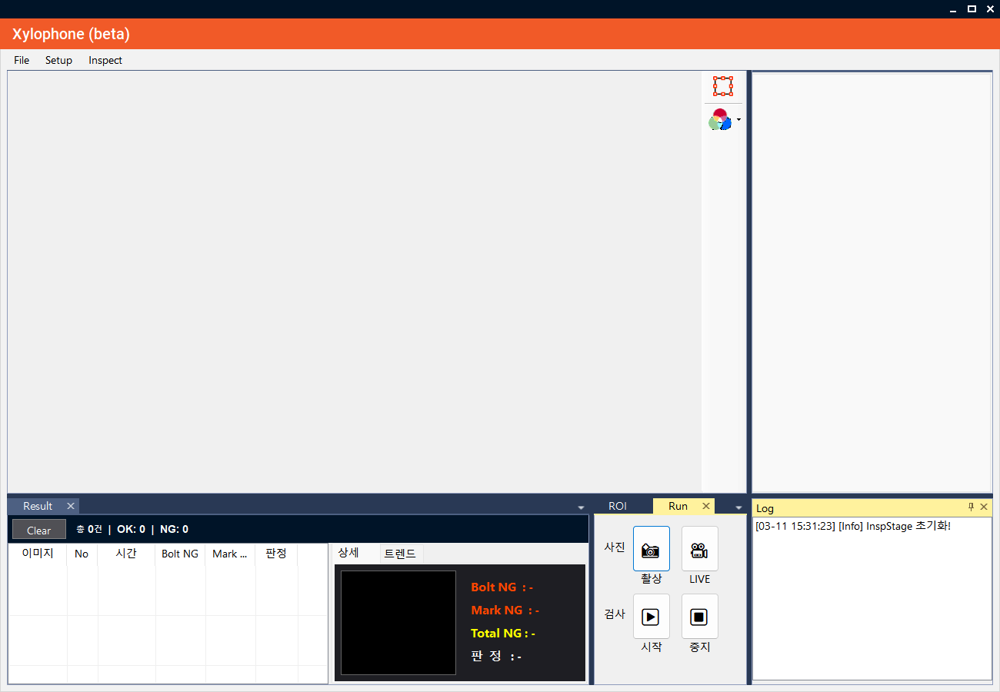 Xylophone (beta)
File Setup Inspect
Result
Clear 총 0건 | OK: 0 | NG: 0
이미지 No 시간 Bolt NG Mark ... 판정
상세 트렌드
Bolt NG : -
Mark NG : -
Total NG : -
판 정 : -
ROI Run
사진
촬상 LIVE
검사
시작 중지
Log
[03-11 15:31:23] [Info] InspStage 초기화!